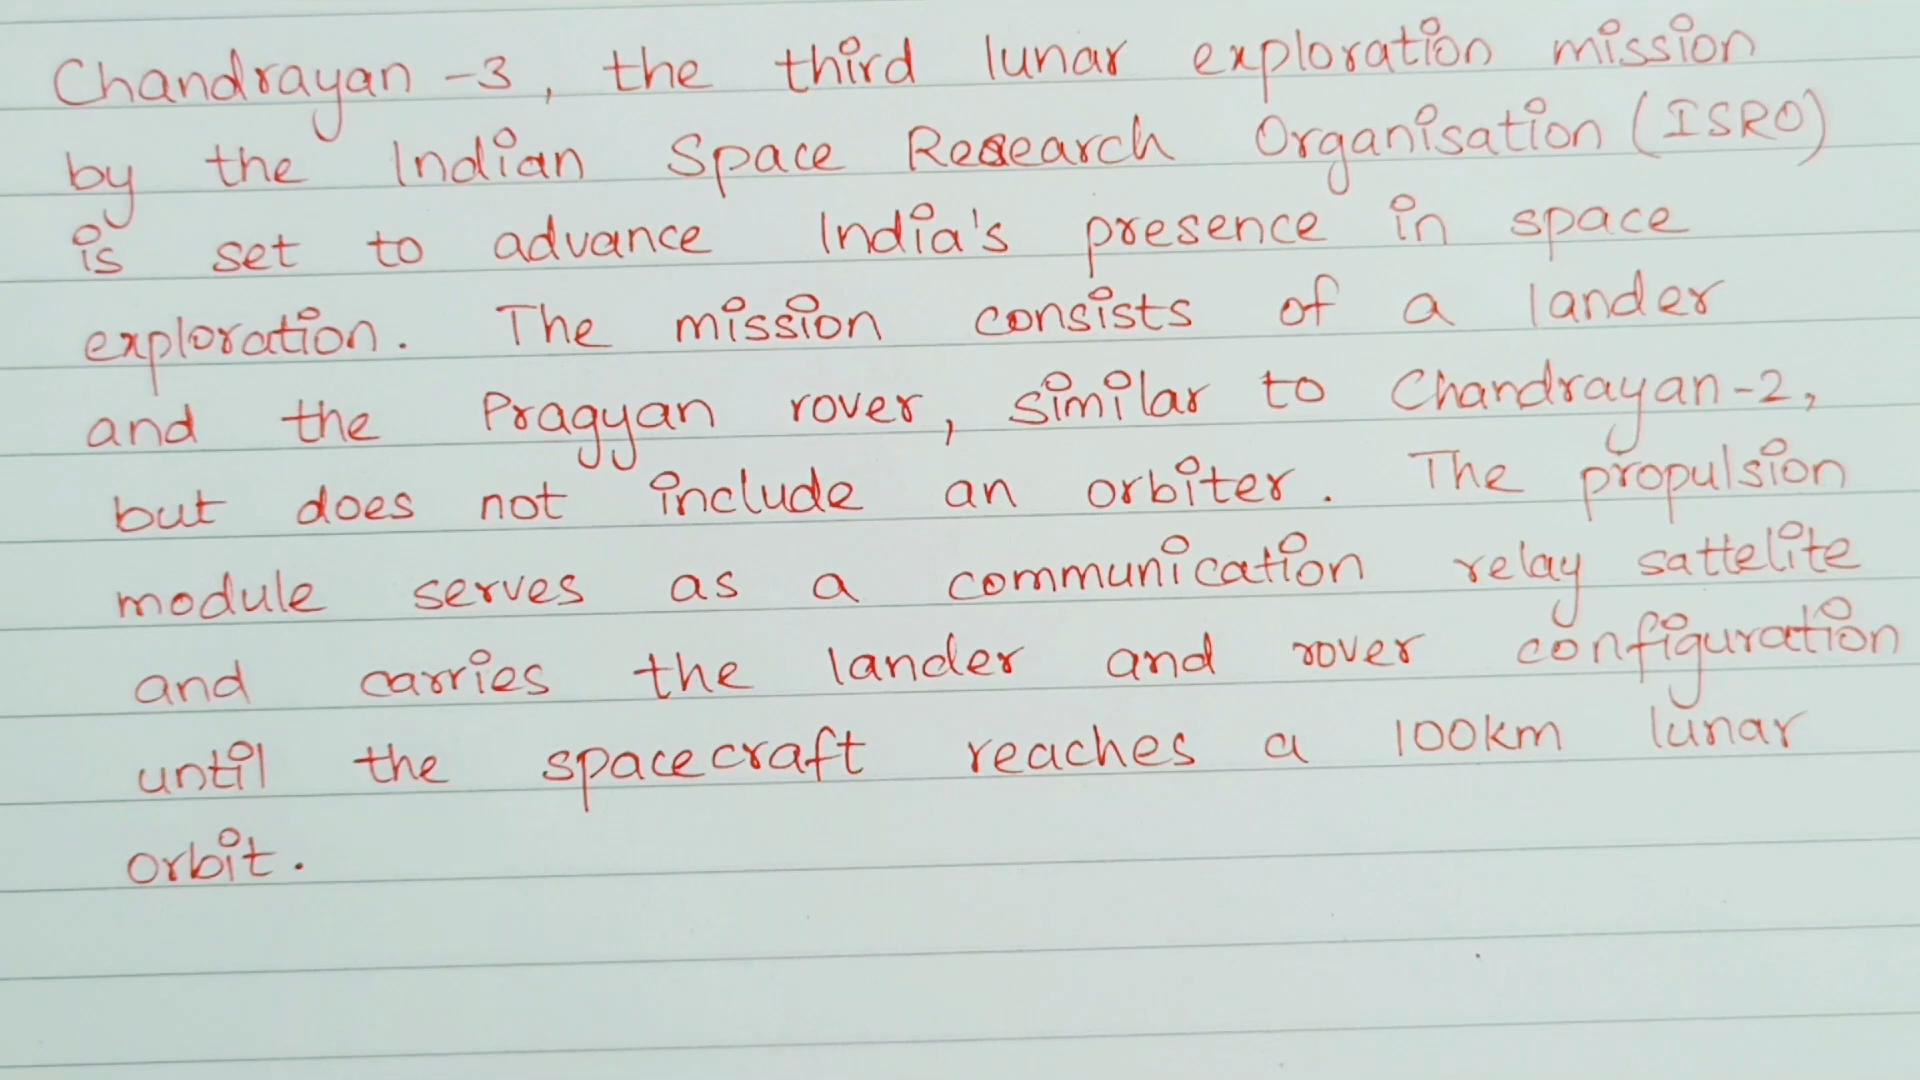 Chandrayan -3, the third lunar exploration mission
by the Indian Space Research Organisation (ISRO)
is set to advance India's presence in space
exploration. The mission consists of a lander
and the Pragyan rover, similar to Chandrayan-2,
but does not include an orbiter. The propulsion
module serves as a communication relay sattelite
and carries the lander and rover configuration
until the spacecraft reaches a 100km lunar
orbit.